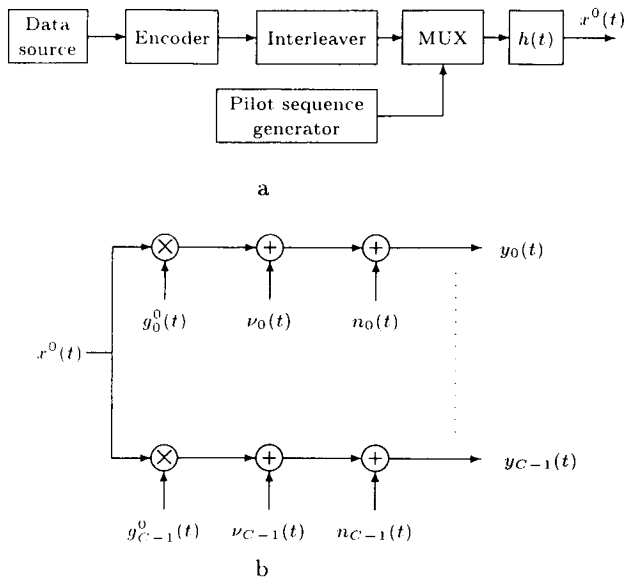 x⁰(t)
Data source
Encoder
Interleaver
MUX
h(t)
Pilot sequence generator
a
y₀(t)
g₀⁰(t)
ν₀(t)
n₀(t)
x⁰(t)
y_{C−1}(t)
g⁰_{C−1}(t)
ν_{C−1}(t)
n_{C−1}(t)
b